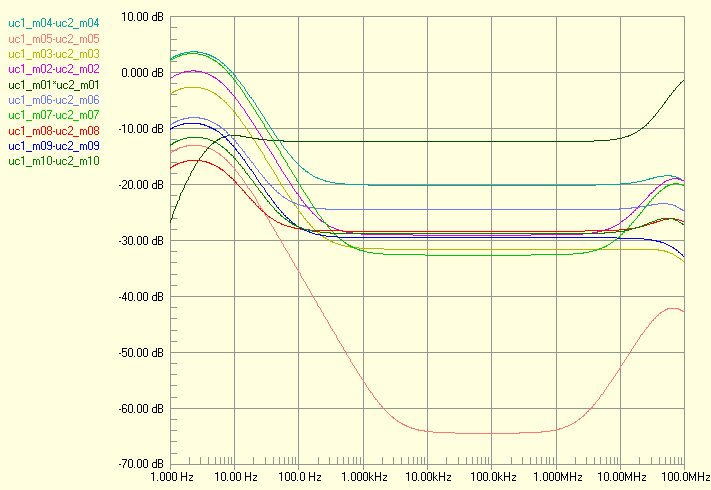 uc1_m04-uc2_m04
uc1_m05-uc2_m05
uc1_m03-uc2_m03
uc1_m02-uc2_m02
uc1_m01*uc2_m01
uc1_m06-uc2_m06
uc1_m07-uc2_m07
uc1_m08-uc2_m08
uc1_m09-uc2_m09
uc1_m10-uc2_m10
10.00 dB
0.000 dB
-10.00 dB
-20.00 dB
-30.00 dB
-40.00 dB
-50.00 dB
-60.00 dB
-70.00 dB
1.000 Hz 10.00 Hz 100.0 Hz 1.000kHz 10.00kHz 100.0kHz 1.000MHz 10.00MHz 100.0MHz